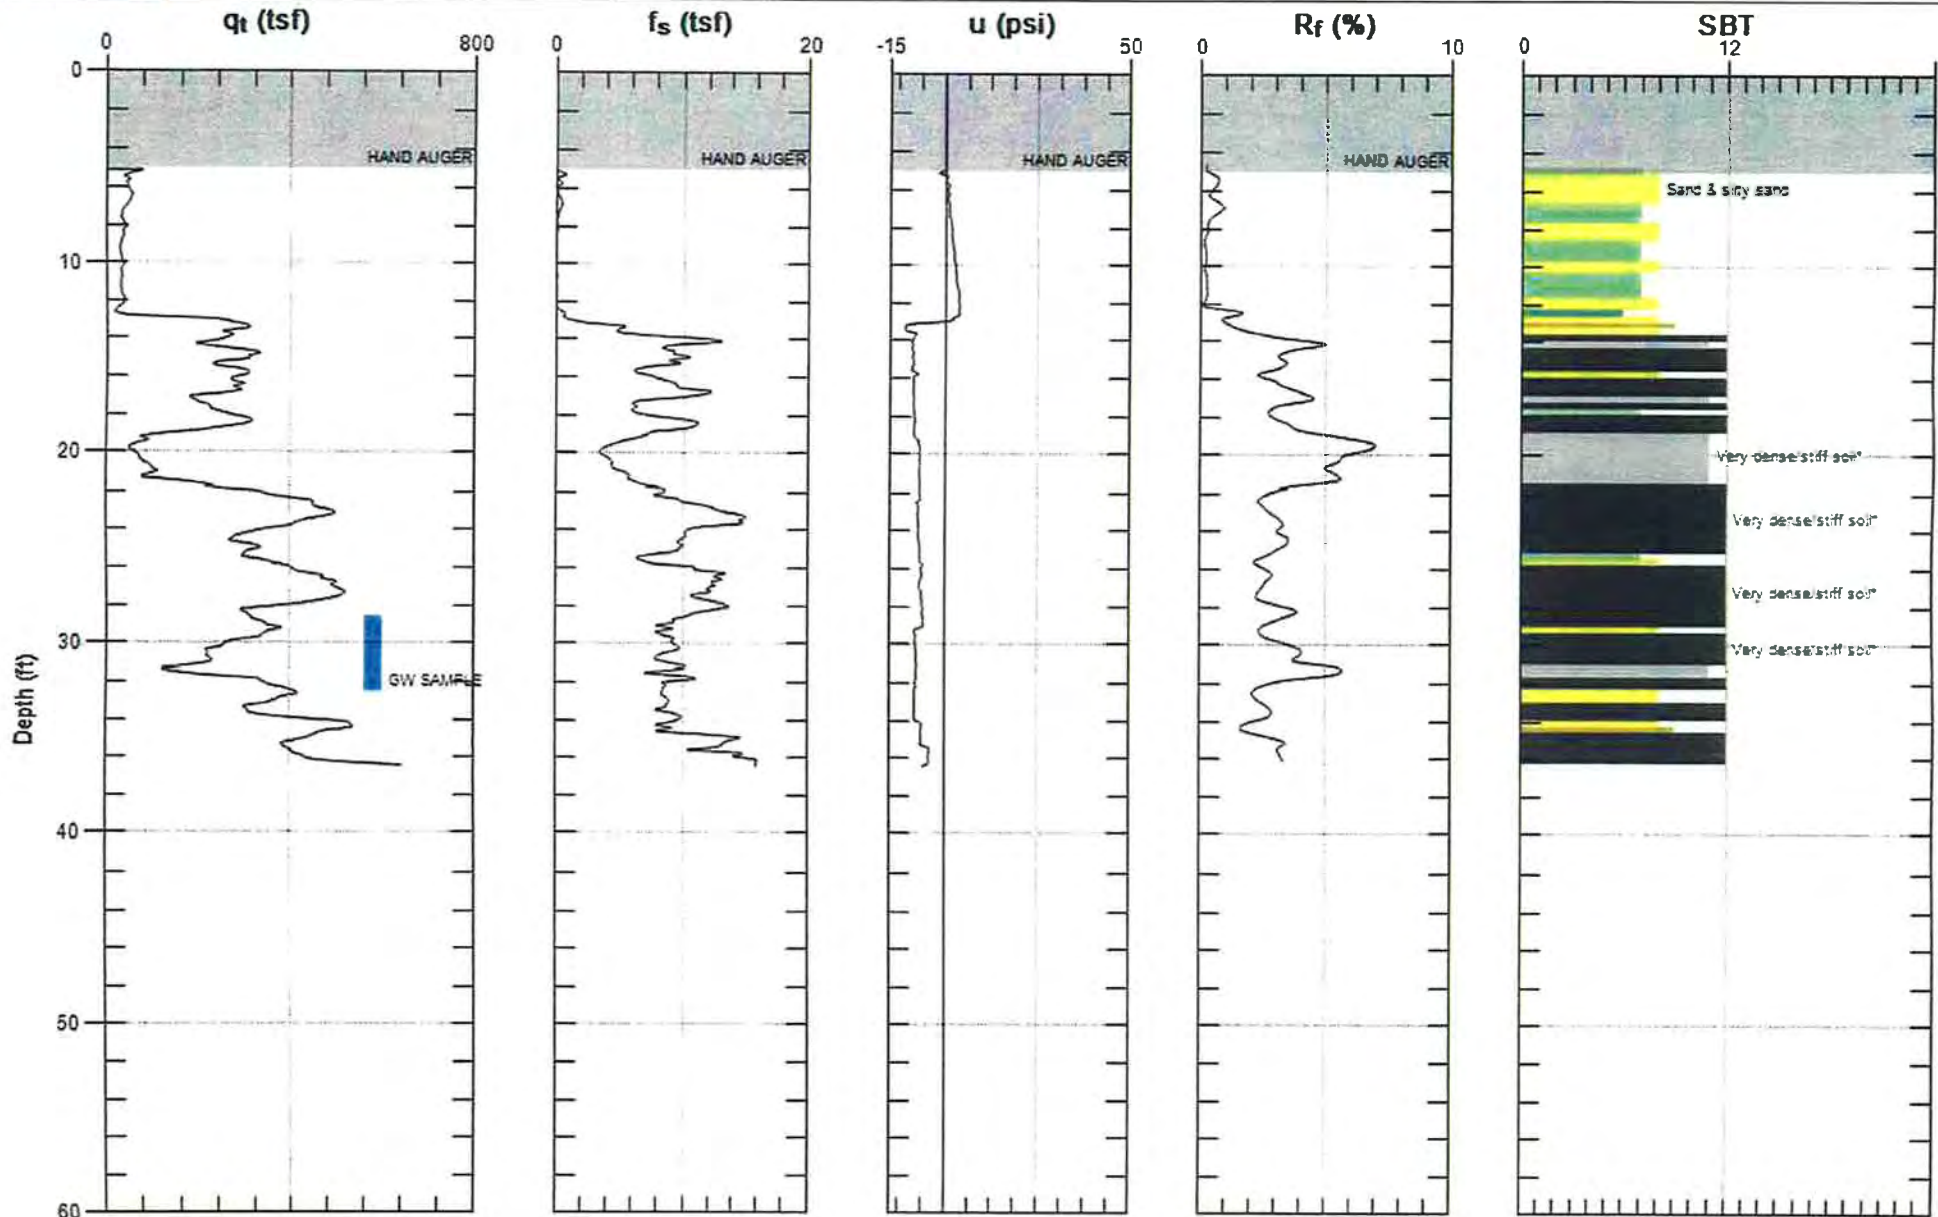 qt (tsf)
fs (tsf)
u (psi)
Rf (%)
SBT
0
800
0
20
-15
50
0
10
0
12
0
HAND AUGER
HAND AUGER
HAND AUGER
HAND AUGER
Sand & silty sand
10
20
Very dense/stiff soil*
Very dense/stiff soil*
Very dense/stiff soil*
30
Very dense/stiff soil*
GW SAMPLE
Depth (ft)
40
50
60